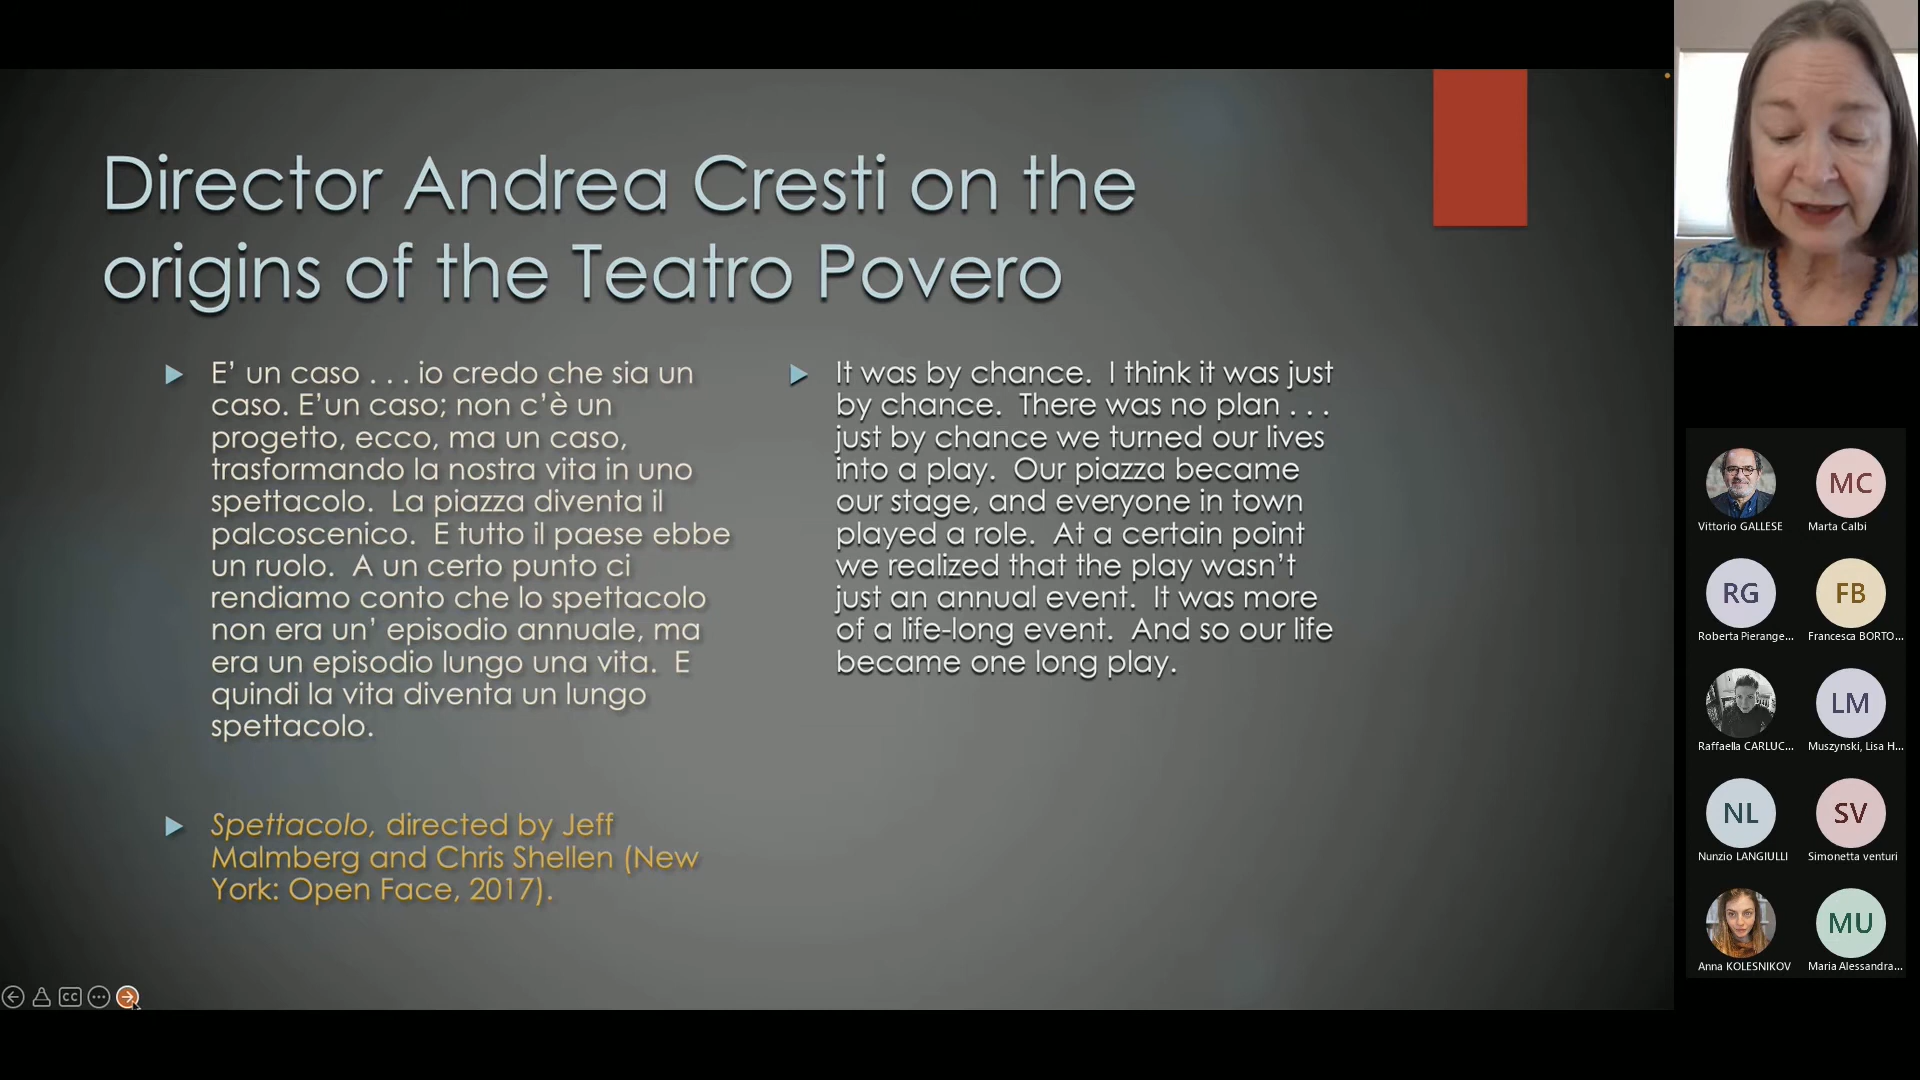 Director Andrea Cresti on the
origins of the Teatro Povero
E’ un caso . . . io credo che sia un
caso. E’un caso; non c’è un
progetto, ecco, ma un caso,
trasformando la nostra vita in uno
spettacolo.  La piazza diventa il
palcoscenico.  E tutto il paese ebbe
un ruolo.  A un certo punto ci
rendiamo conto che lo spettacolo
non era un’ episodio annuale, ma
era un episodio lungo una vita.  E
quindi la vita diventa un lungo
spettacolo.
Spettacolo, directed by Jeff
Malmberg and Chris Shellen (New
York: Open Face, 2017).
It was by chance.  I think it was just
by chance.  There was no plan . . .
just by chance we turned our lives
into a play.  Our piazza became
our stage, and everyone in town
played a role.  At a certain point
we realized that the play wasn’t
just an annual event.  It was more
of a life-long event.  And so our life
became one long play.
CC
Vittorio GALLESE
MC
Marta Calbi
RG
Roberta Pierange...
FB
Francesca BORTO...
Raffaella CARLUC...
LM
Muszynski, Lisa H...
NL
Nunzio LANGIULLI
SV
Simonetta venturi
Anna KOLESNIKOV
MU
Maria Alessandra...